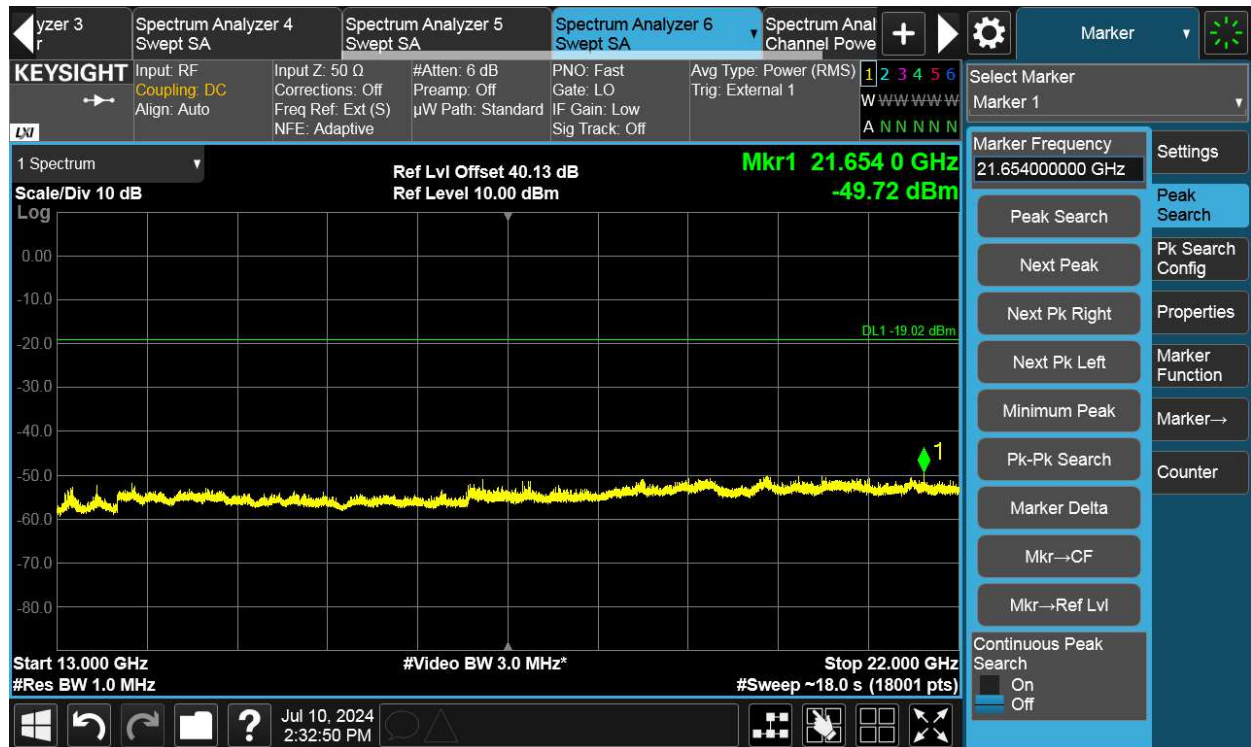 yzer 3
r
Spectrum Analyzer 4
Swept SA
Spectrum Analyzer 5
Swept SA
Spectrum Analyzer 6
Swept SA
Spectrum Anal
Channel Powe
+
Marker
KEYSIGHT
LXI
Input: RF
Coupling: DC
Align: Auto
Input Z: 50 Ω
Corrections: Off
Freq Ref: Ext (S)
NFE: Adaptive
#Atten: 6 dB
Preamp: Off
µW Path: Standard
PNO: Fast
Gate: LO
IF Gain: Low
Sig Track: Off
Avg Type: Power (RMS)
Trig: External 1
1 2 3 4 5 6
W W W W W W
A N N N N N
Select Marker
Marker 1
1 Spectrum
Scale/Div 10 dB
Log
Ref Lvl Offset 40.13 dB
Ref Level 10.00 dBm
Mkr1 21.654 0 GHz
-49.72 dBm
0.00
-10.0
-20.0
-30.0
-40.0
-50.0
-60.0
-70.0
-80.0
DL1 -19.02 dBm
1
Start 13.000 GHz
#Res BW 1.0 MHz
#Video BW 3.0 MHz*
Stop 22.000 GHz
#Sweep ~18.0 s (18001 pts)
Marker Frequency
21.654000000 GHz
Peak Search
Next Peak
Next Pk Right
Next Pk Left
Minimum Peak
Pk-Pk Search
Marker Delta
Mkr→CF
Mkr→Ref Lvl
Continuous Peak
Search
On
Off
Settings
Peak
Search
Pk Search
Config
Properties
Marker
Function
Marker→
Counter
?
Jul 10, 2024
2:32:50 PM